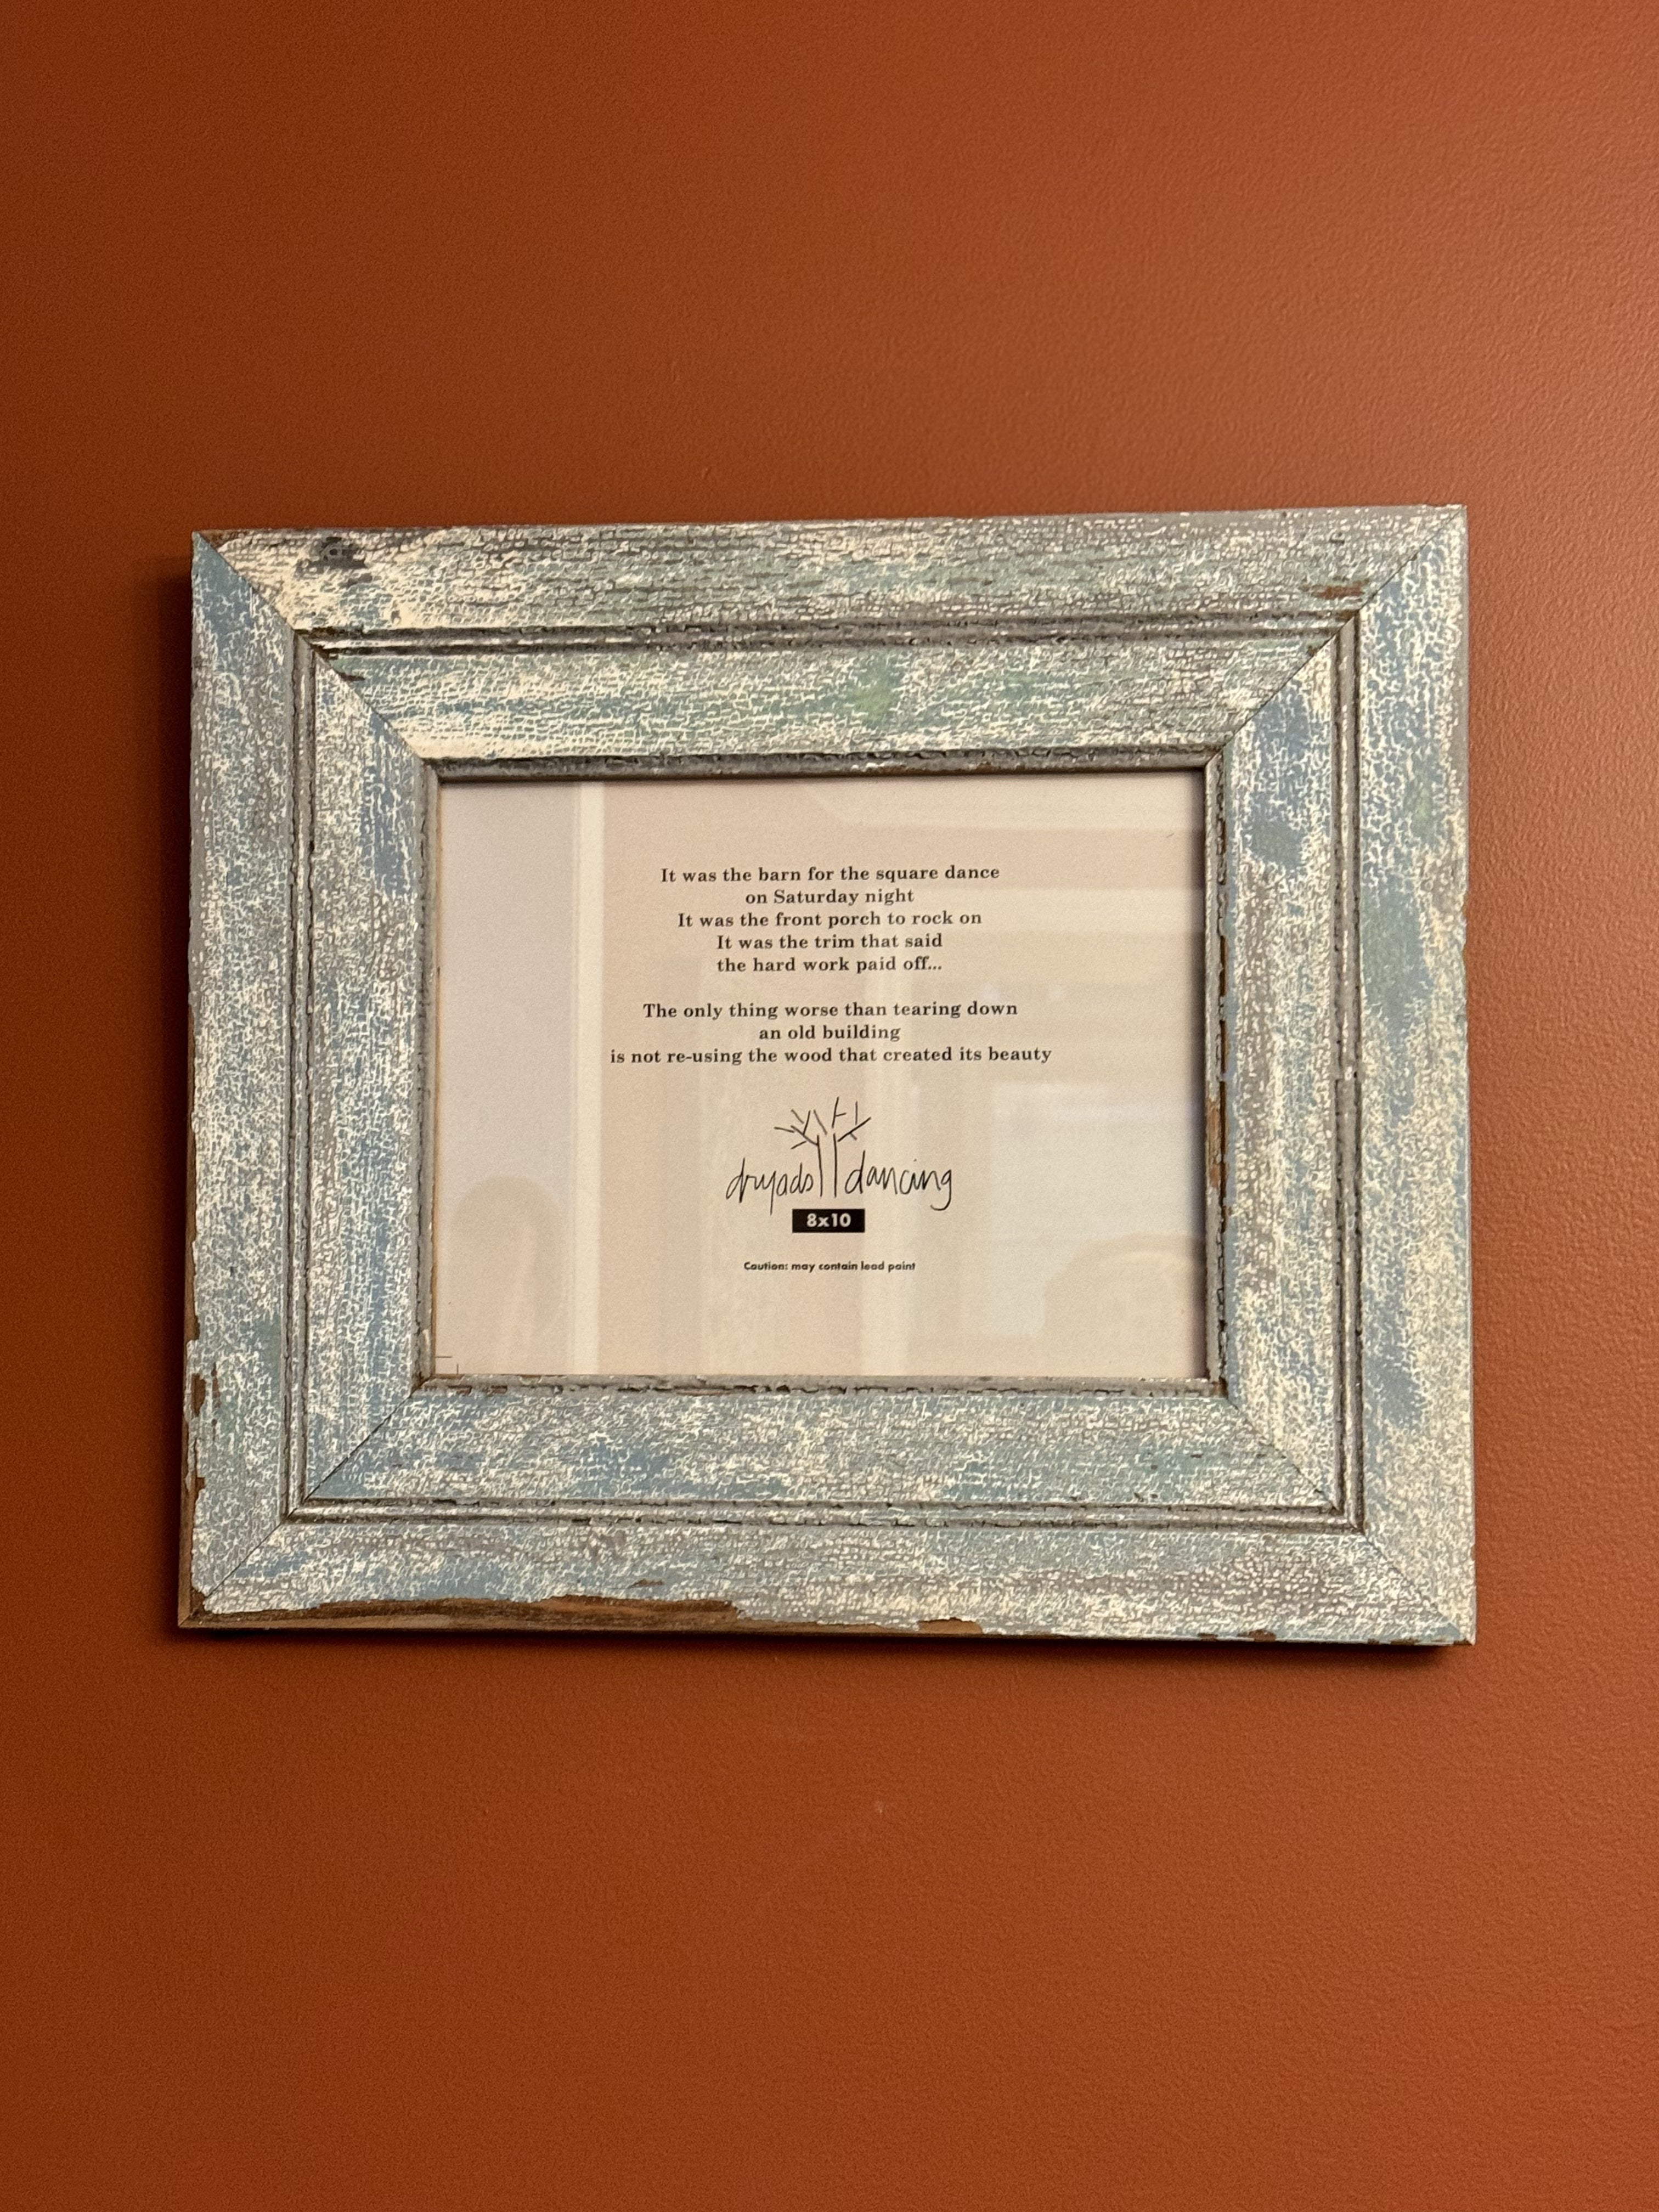 It was the barn for the square dance
on Saturday night
It was the front porch to rock on
It was the trim that said
the hard work paid off...
The only thing worse than tearing down
an old building
is not re-using the wood that created its beauty
dryads dancing
8x10
Caution: may contain lead paint